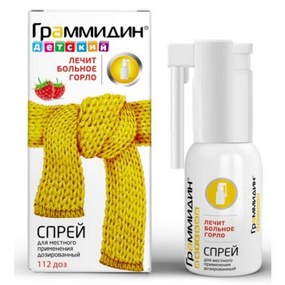 Граммидин®
детский
ЛЕЧИТ
БОЛЬНОЕ
ГОРЛО
СПРЕЙ
для местного
применения
дозированный
112 доз
Граммидин®
детский
ЛЕЧИТ
БОЛЬНОЕ
ГОРЛО
СПРЕЙ
для местного
применения
дозированный